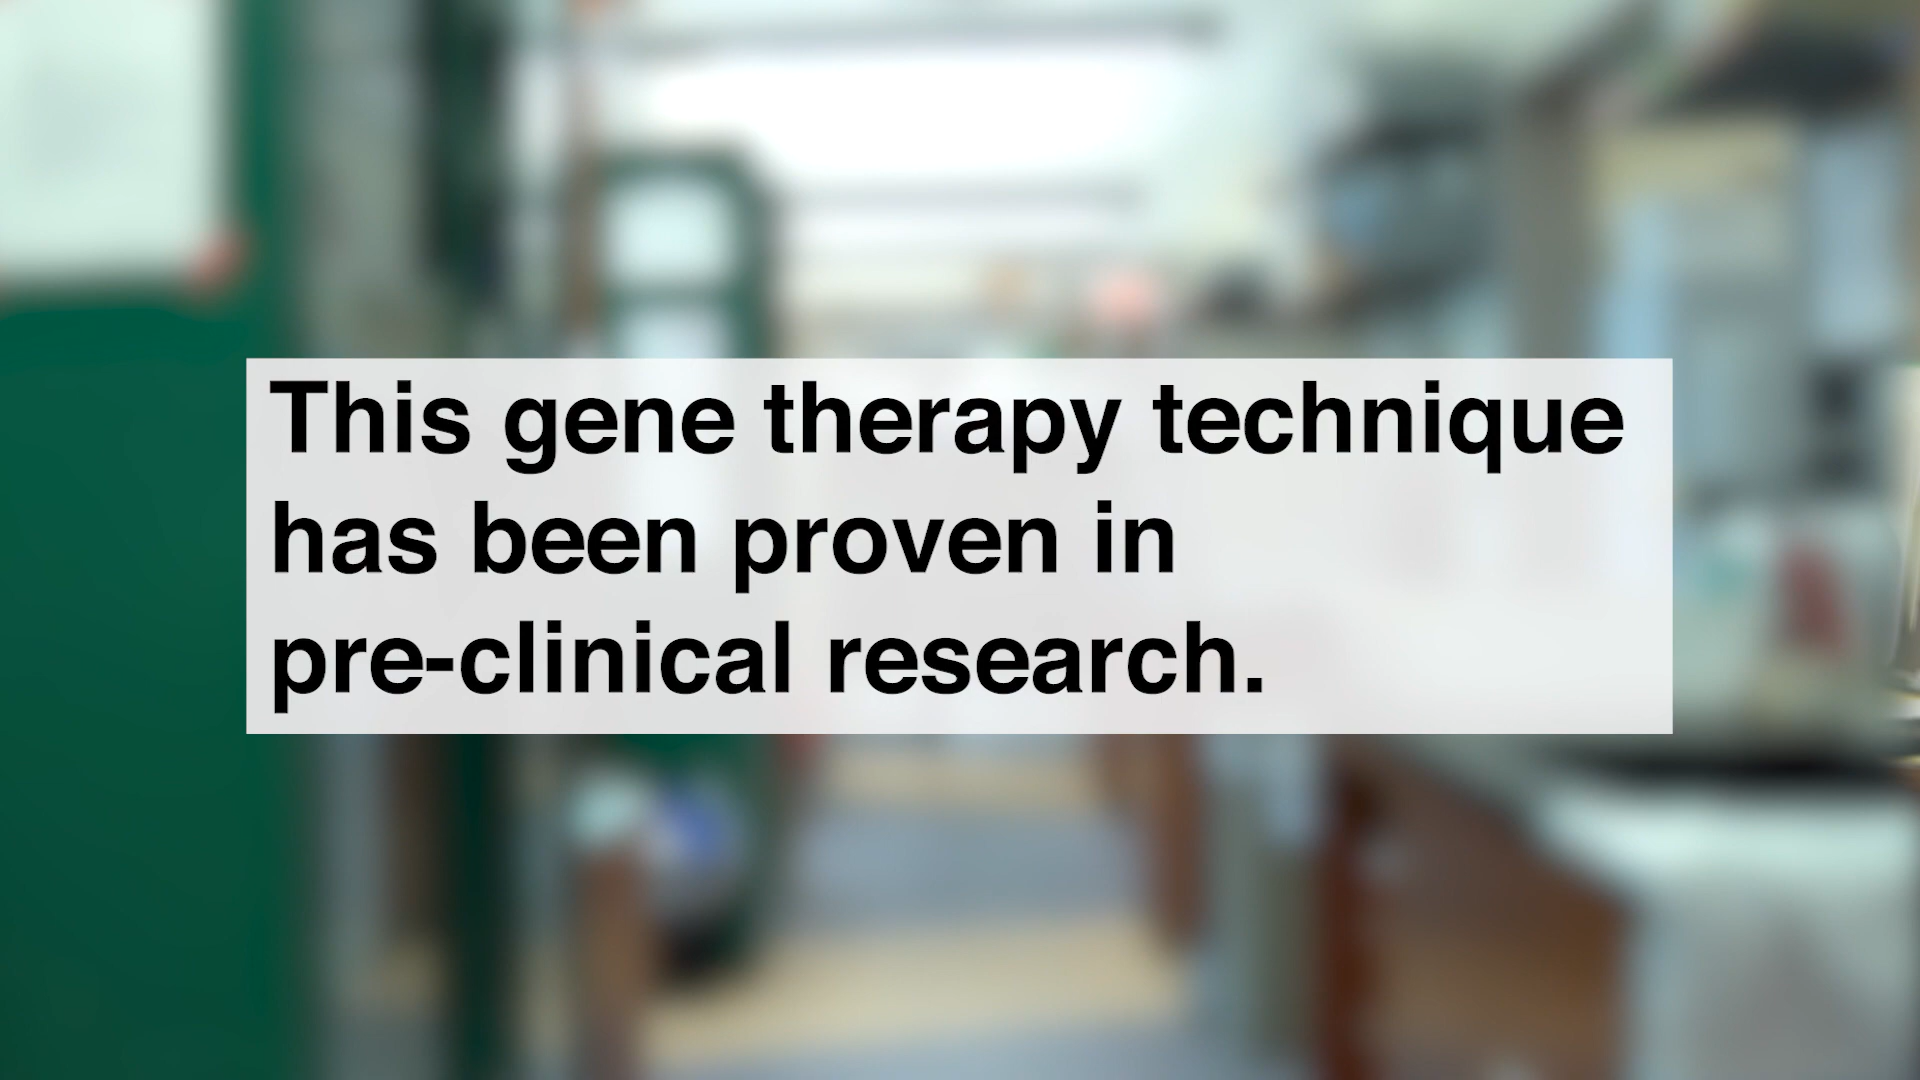 This gene therapy technique
has been proven in
pre-clinical research.